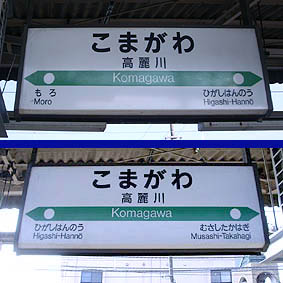 こまがわ
高麗川
Komagawa
もろ ひがしはんのう
Moro Higashi-Hannō
こまがわ
高麗川
Komagawa
ひがしはんのう むさしたかはぎ
Higashi-Hannō Musashi-Takahagi